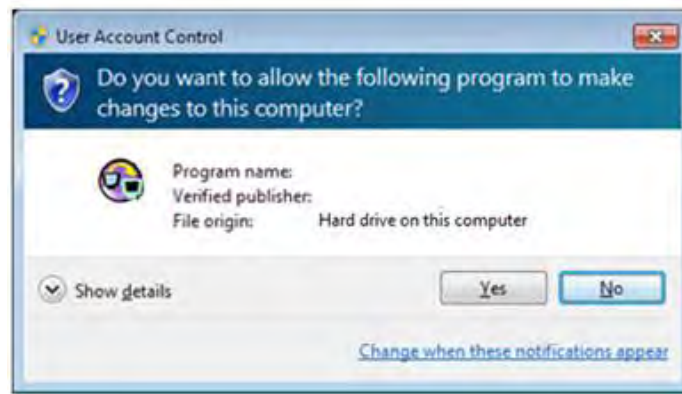 User Account Control
Do you want to allow the following program to make
changes to this computer?
Program name:
Verified publisher:
File origin: Hard drive on this computer
Show details
Yes
No
Change when these notifications appear